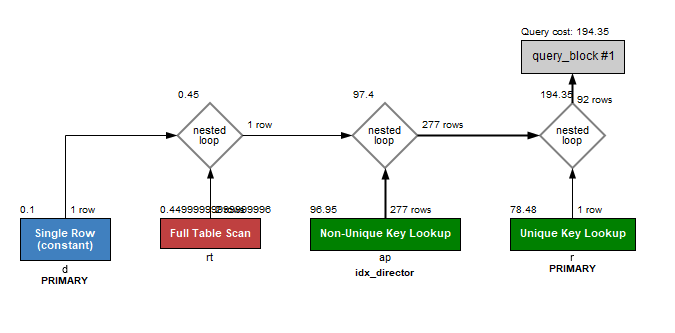 Query cost: 194.35
query_block #1
0.45
97.4
194.35
92 rows
nested
loop
1 row
nested
loop
277 rows
nested
loop
0.1
1 row
0.449999999999999996
96.95
277 rows
78.48
1 row
Single Row
(constant)
Full Table Scan
Non-Unique Key Lookup
Unique Key Lookup
d
PRIMARY
rt
ap
idx_director
r
PRIMARY